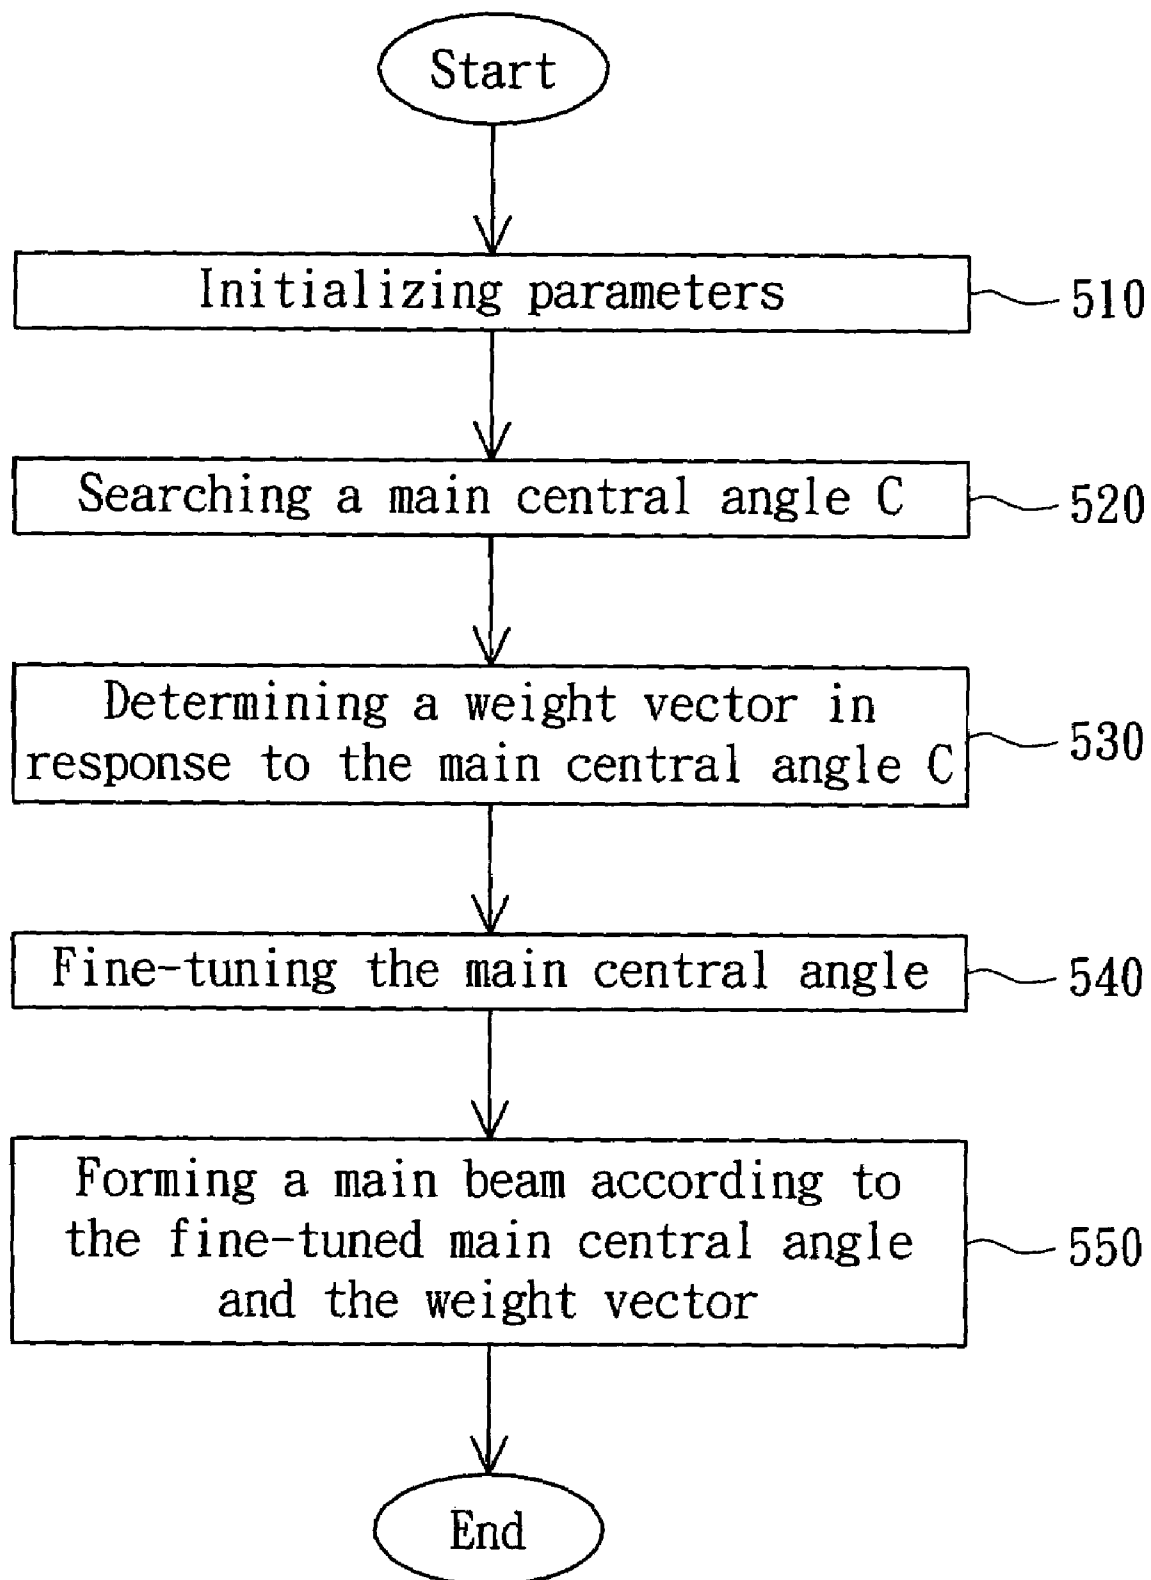 Start
Initializing parameters
510
Searching a main central angle C
520
Determining a weight vector in
response to the main central angle C
530
Fine-tuning the main central angle
540
Forming a main beam according to
the fine-tuned main central angle
and the weight vector
550
End